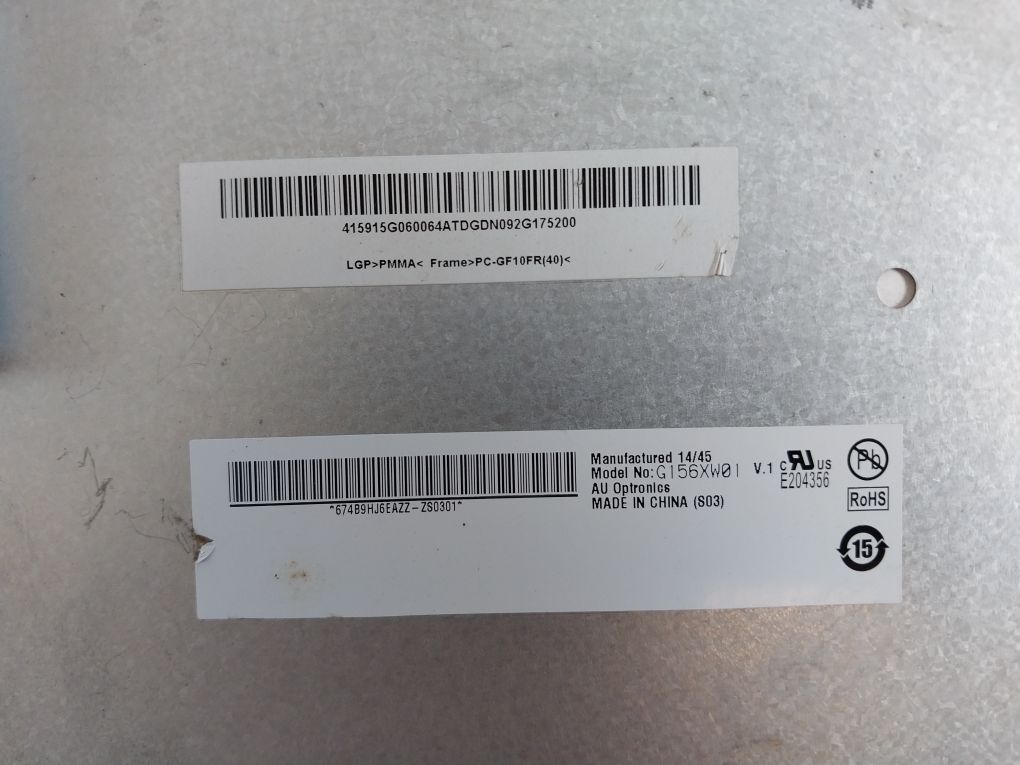 415915G060064ATDGDN092G175200
LGP>PMMA< Frame>PC-GF10FR(40)<
*674B9HJ6EAZZ-ZS0301*
Manufactured 14/45
Model No:G156XW01 V.1
AU Optronics
MADE IN CHINA (S03)
c RU US
E204356
Pb
RoHS
15